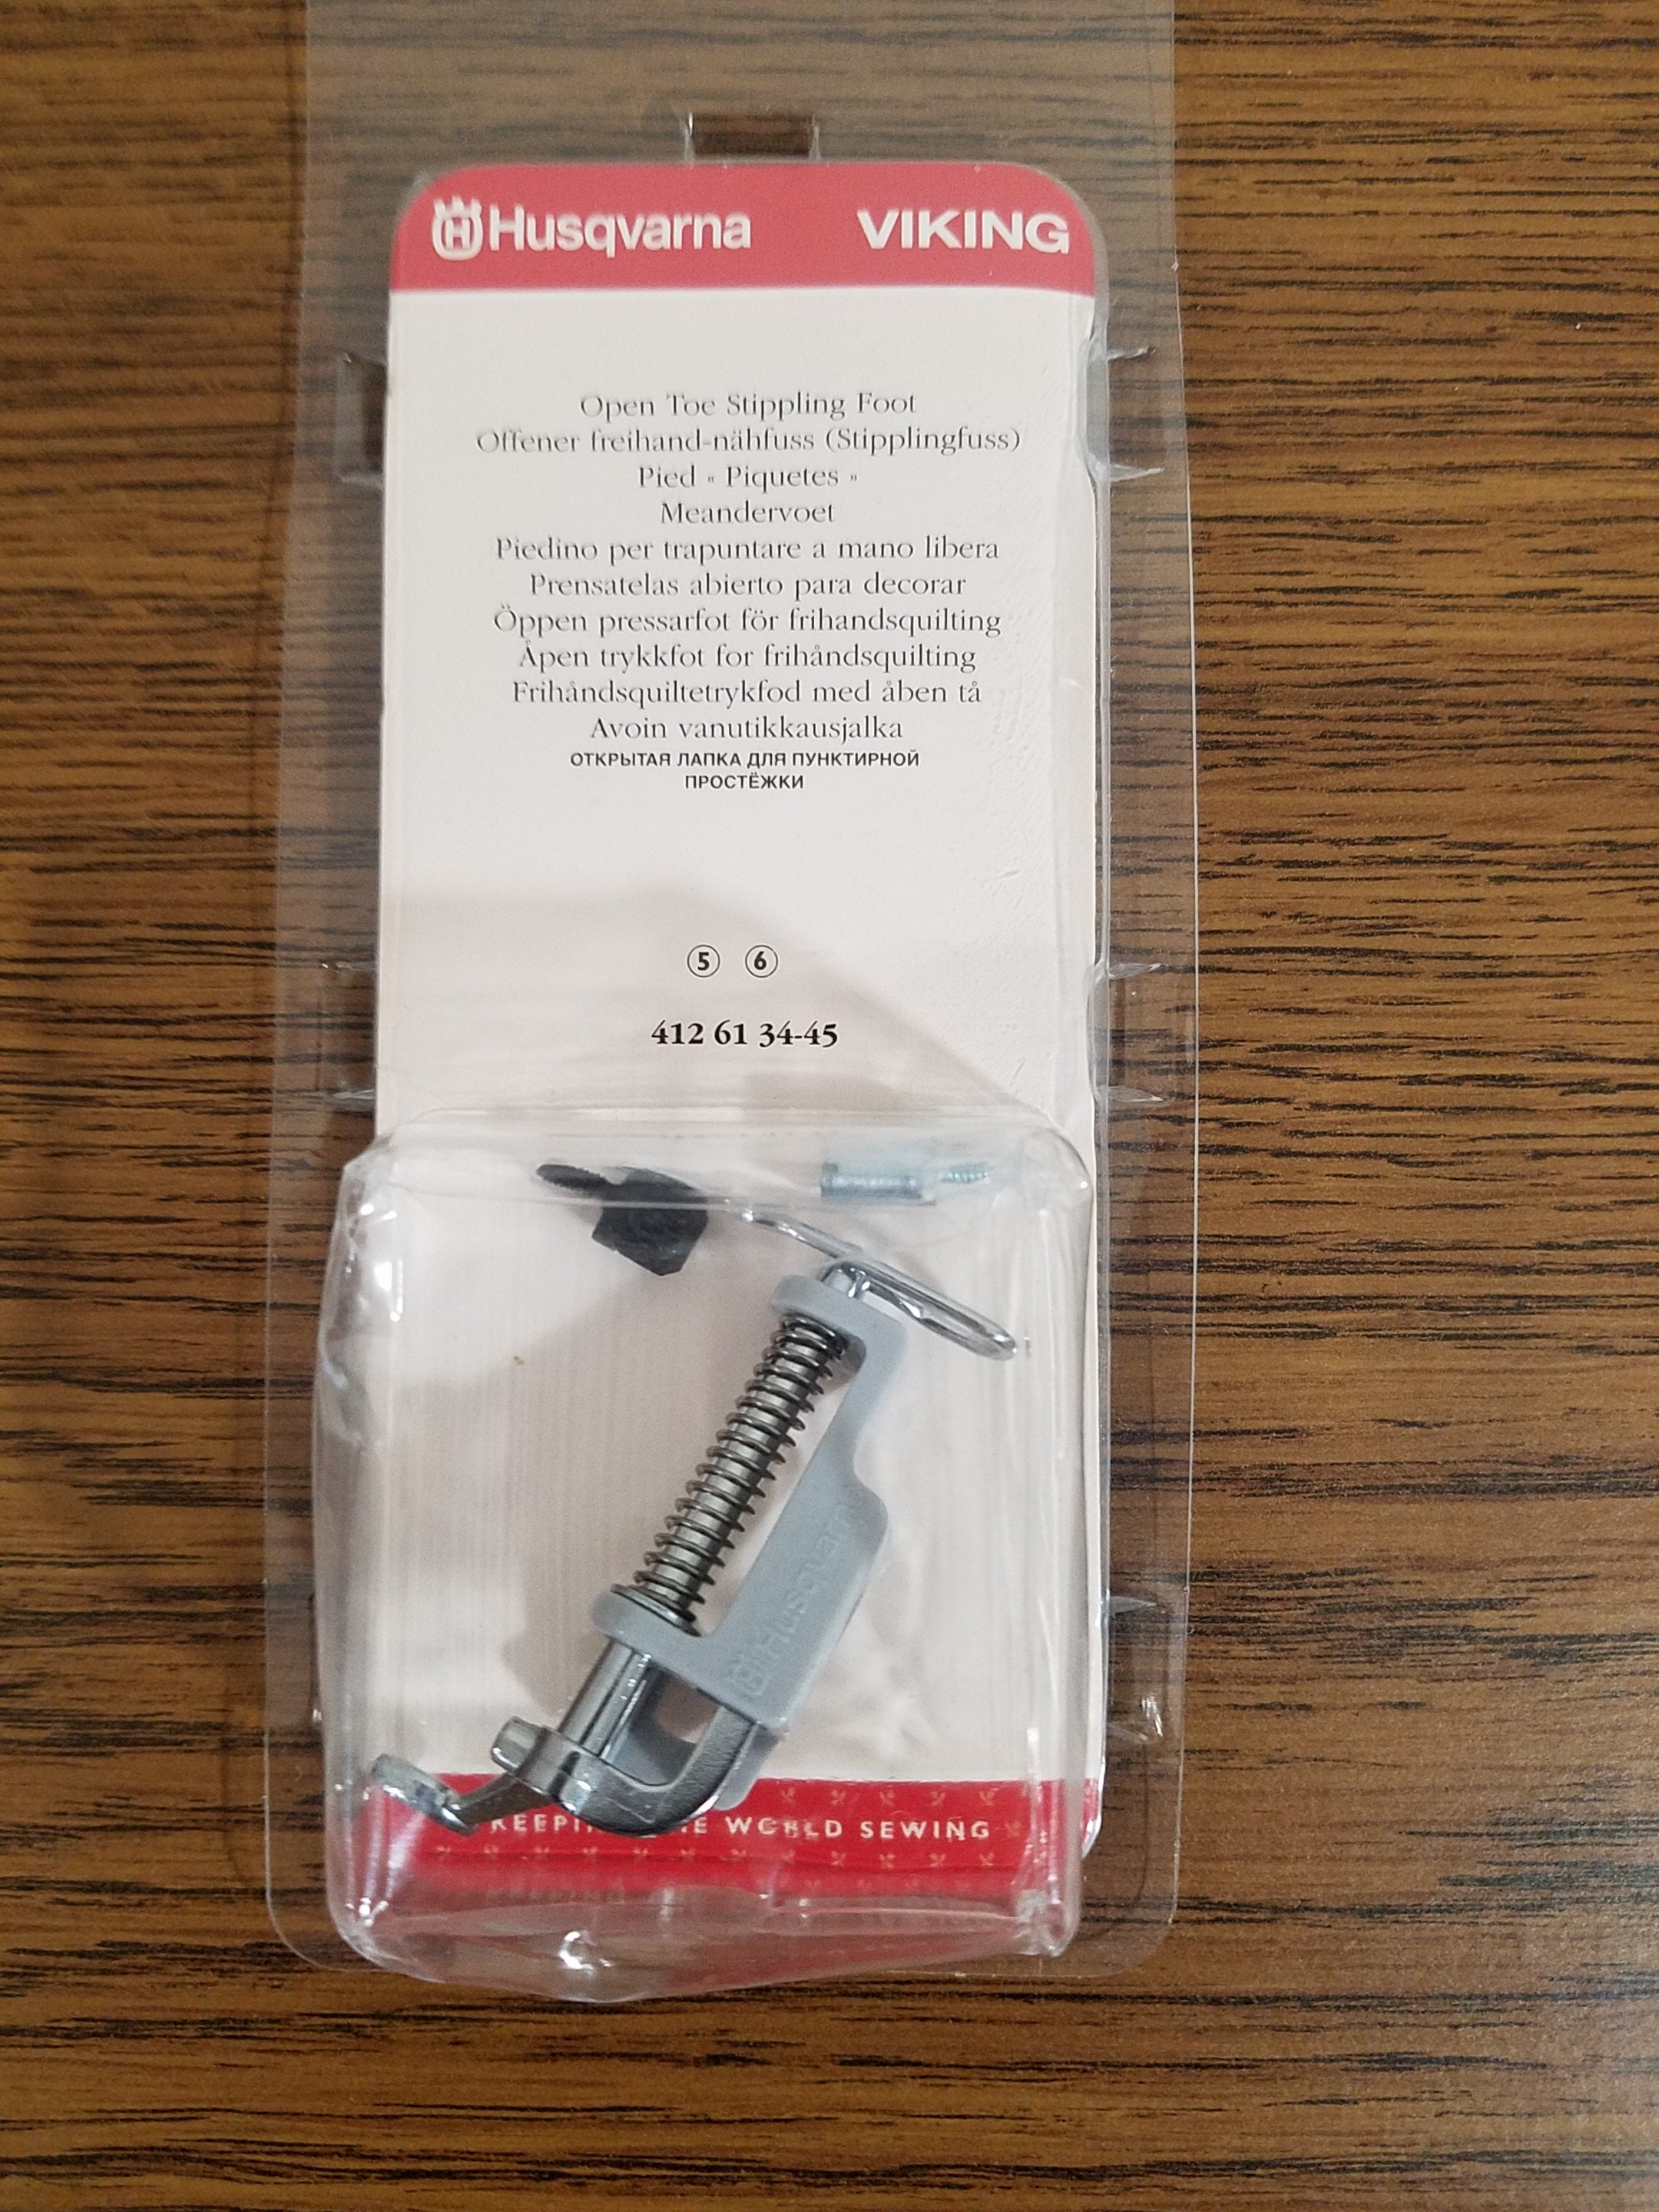 Husqvarna VIKING
Open Toe Stippling Foot
Offener freihand-nähfuss (Stipplingfuss)
Pied « Piquetes »
Meandervoet
Piedino per trapuntare a mano libera
Prensatelas abierto para decorar
Öppen pressarfot för frihandsquilting
Åpen trykkfot for frihåndsquilting
Frihåndsquiltetrykfod med åben tå
Avoin vanutikkausjalka
ОТКРЫТАЯ ЛАПКА ДЛЯ ПУНКТИРНОЙ
ПРОСТЁЖКИ
5 6
412 61 34-45
Husqvarna
WORLD SEWING